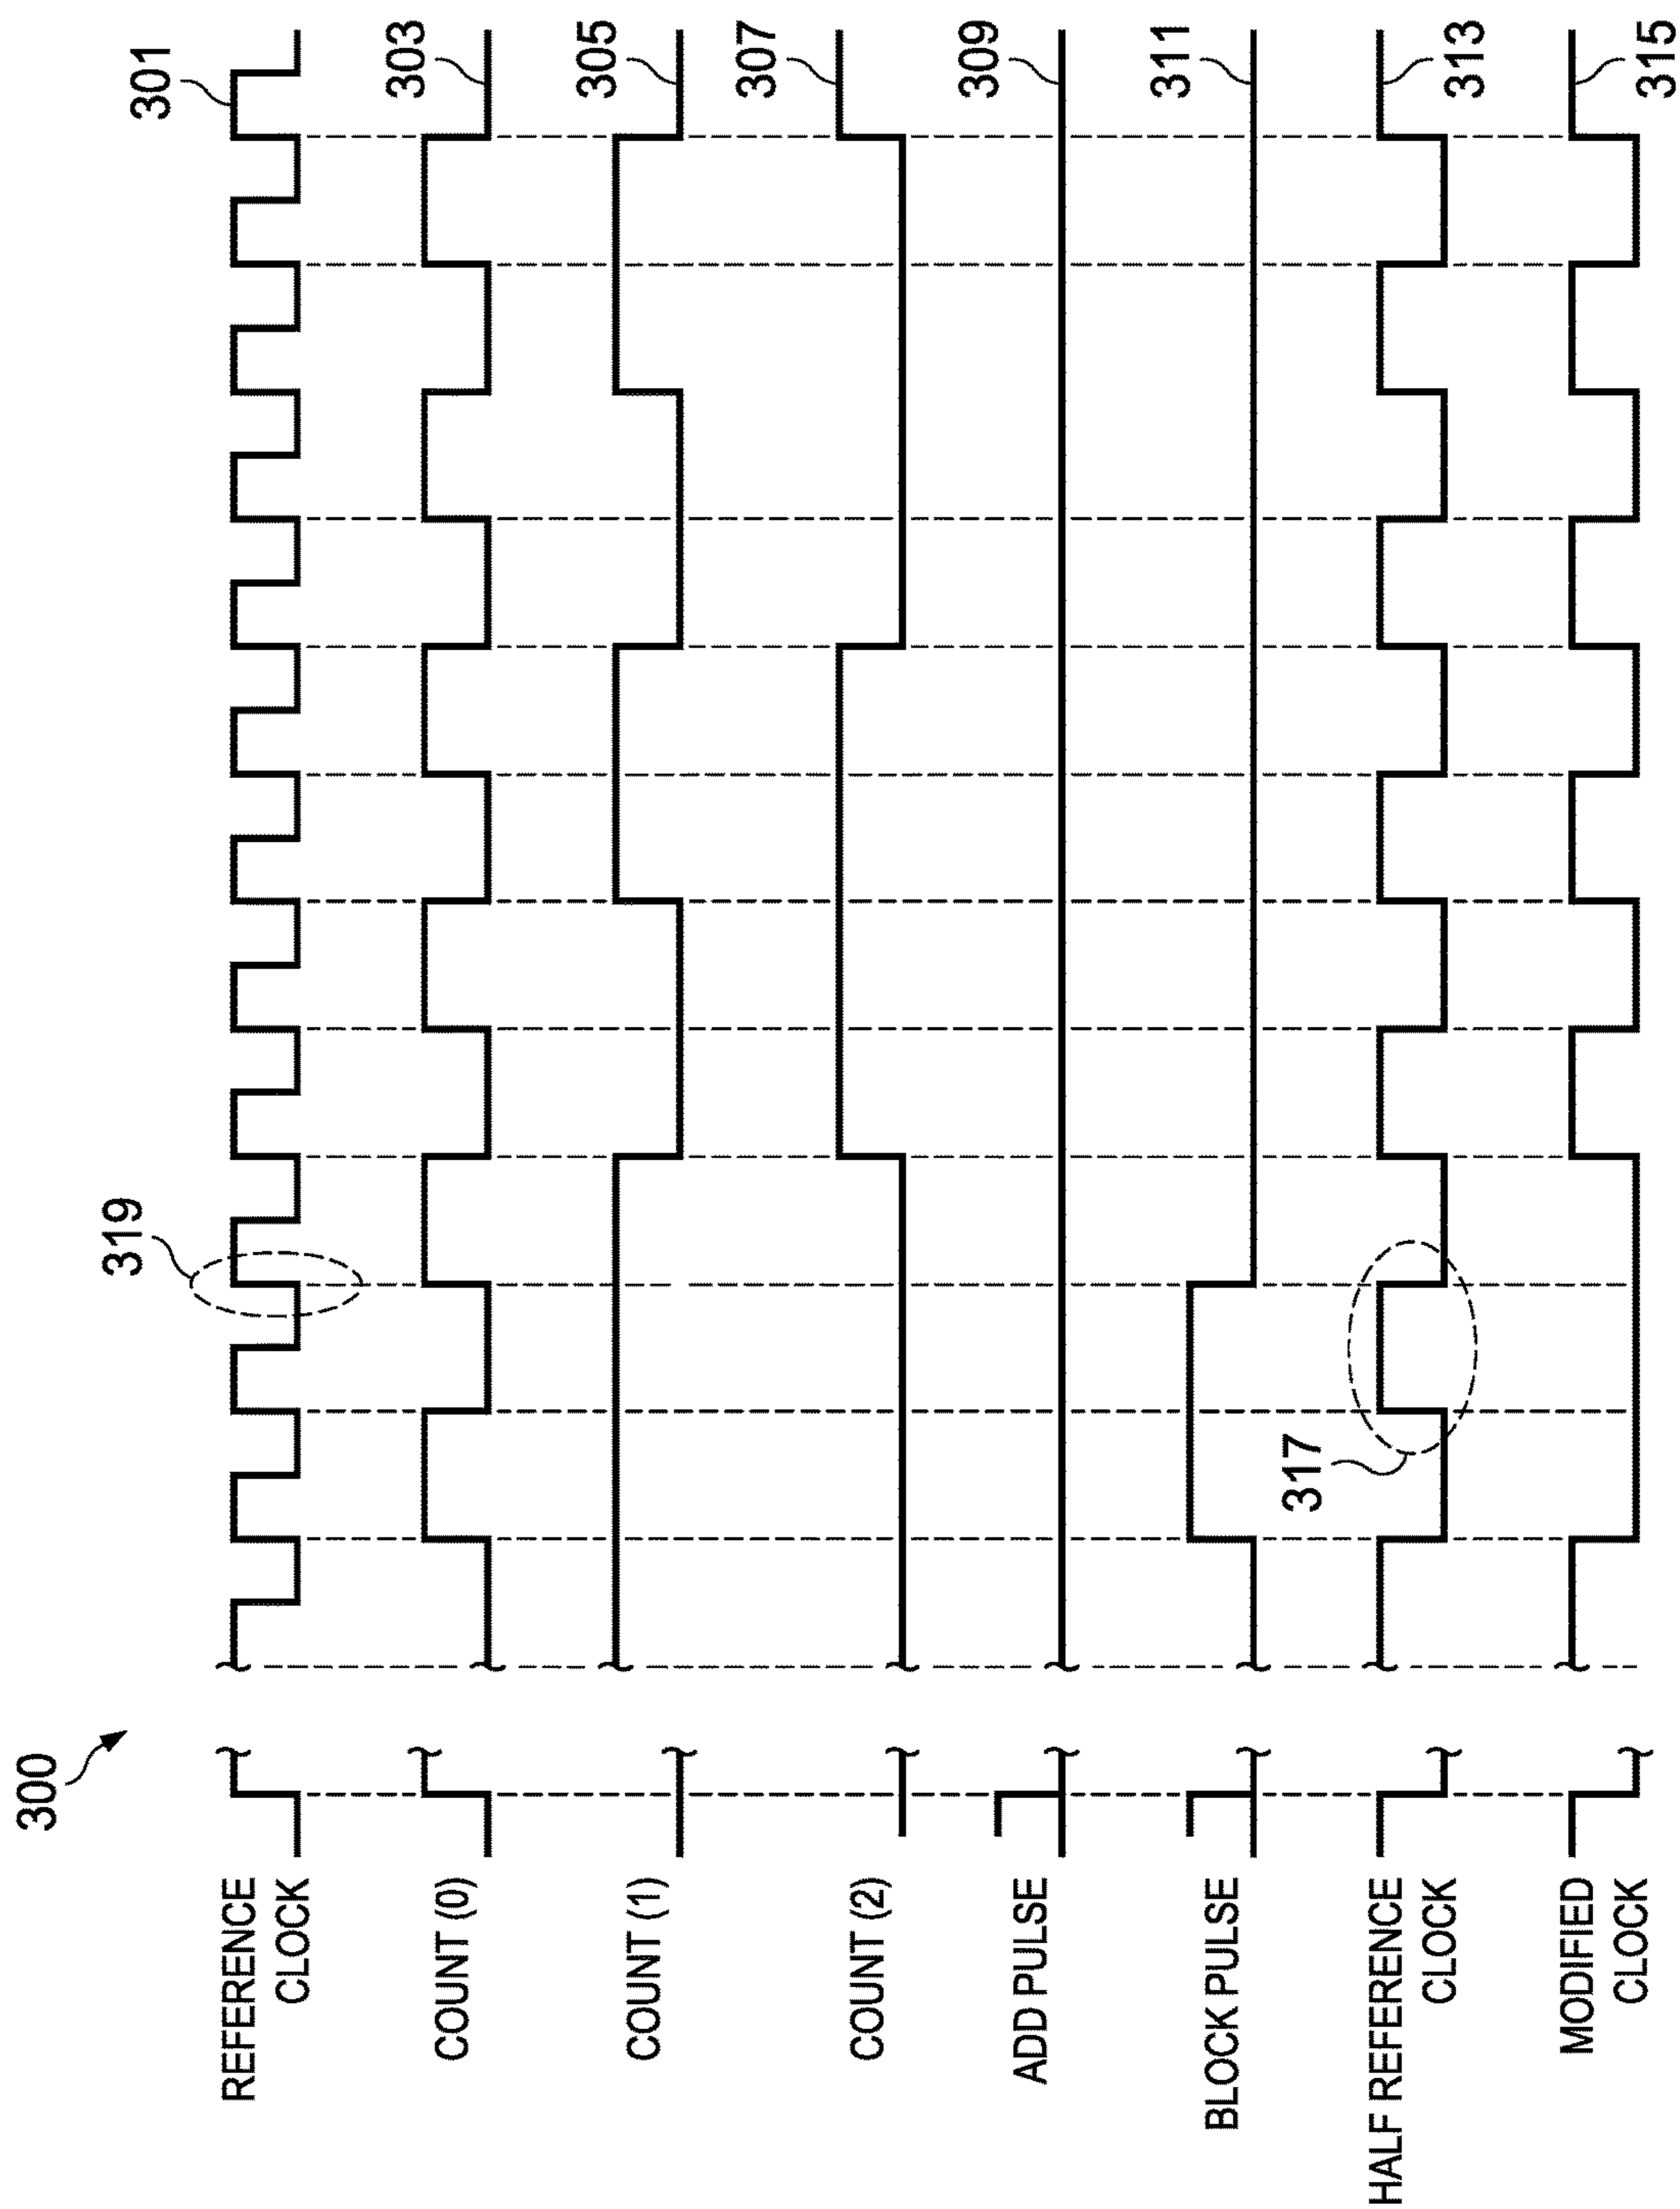 300
REFERENCE
CLOCK
301
319
COUNT (0)
303
COUNT (1)
305
COUNT (2)
307
ADD PULSE
309
BLOCK PULSE
311
HALF REFERENCE
CLOCK
313
317
MODIFIED
CLOCK
315